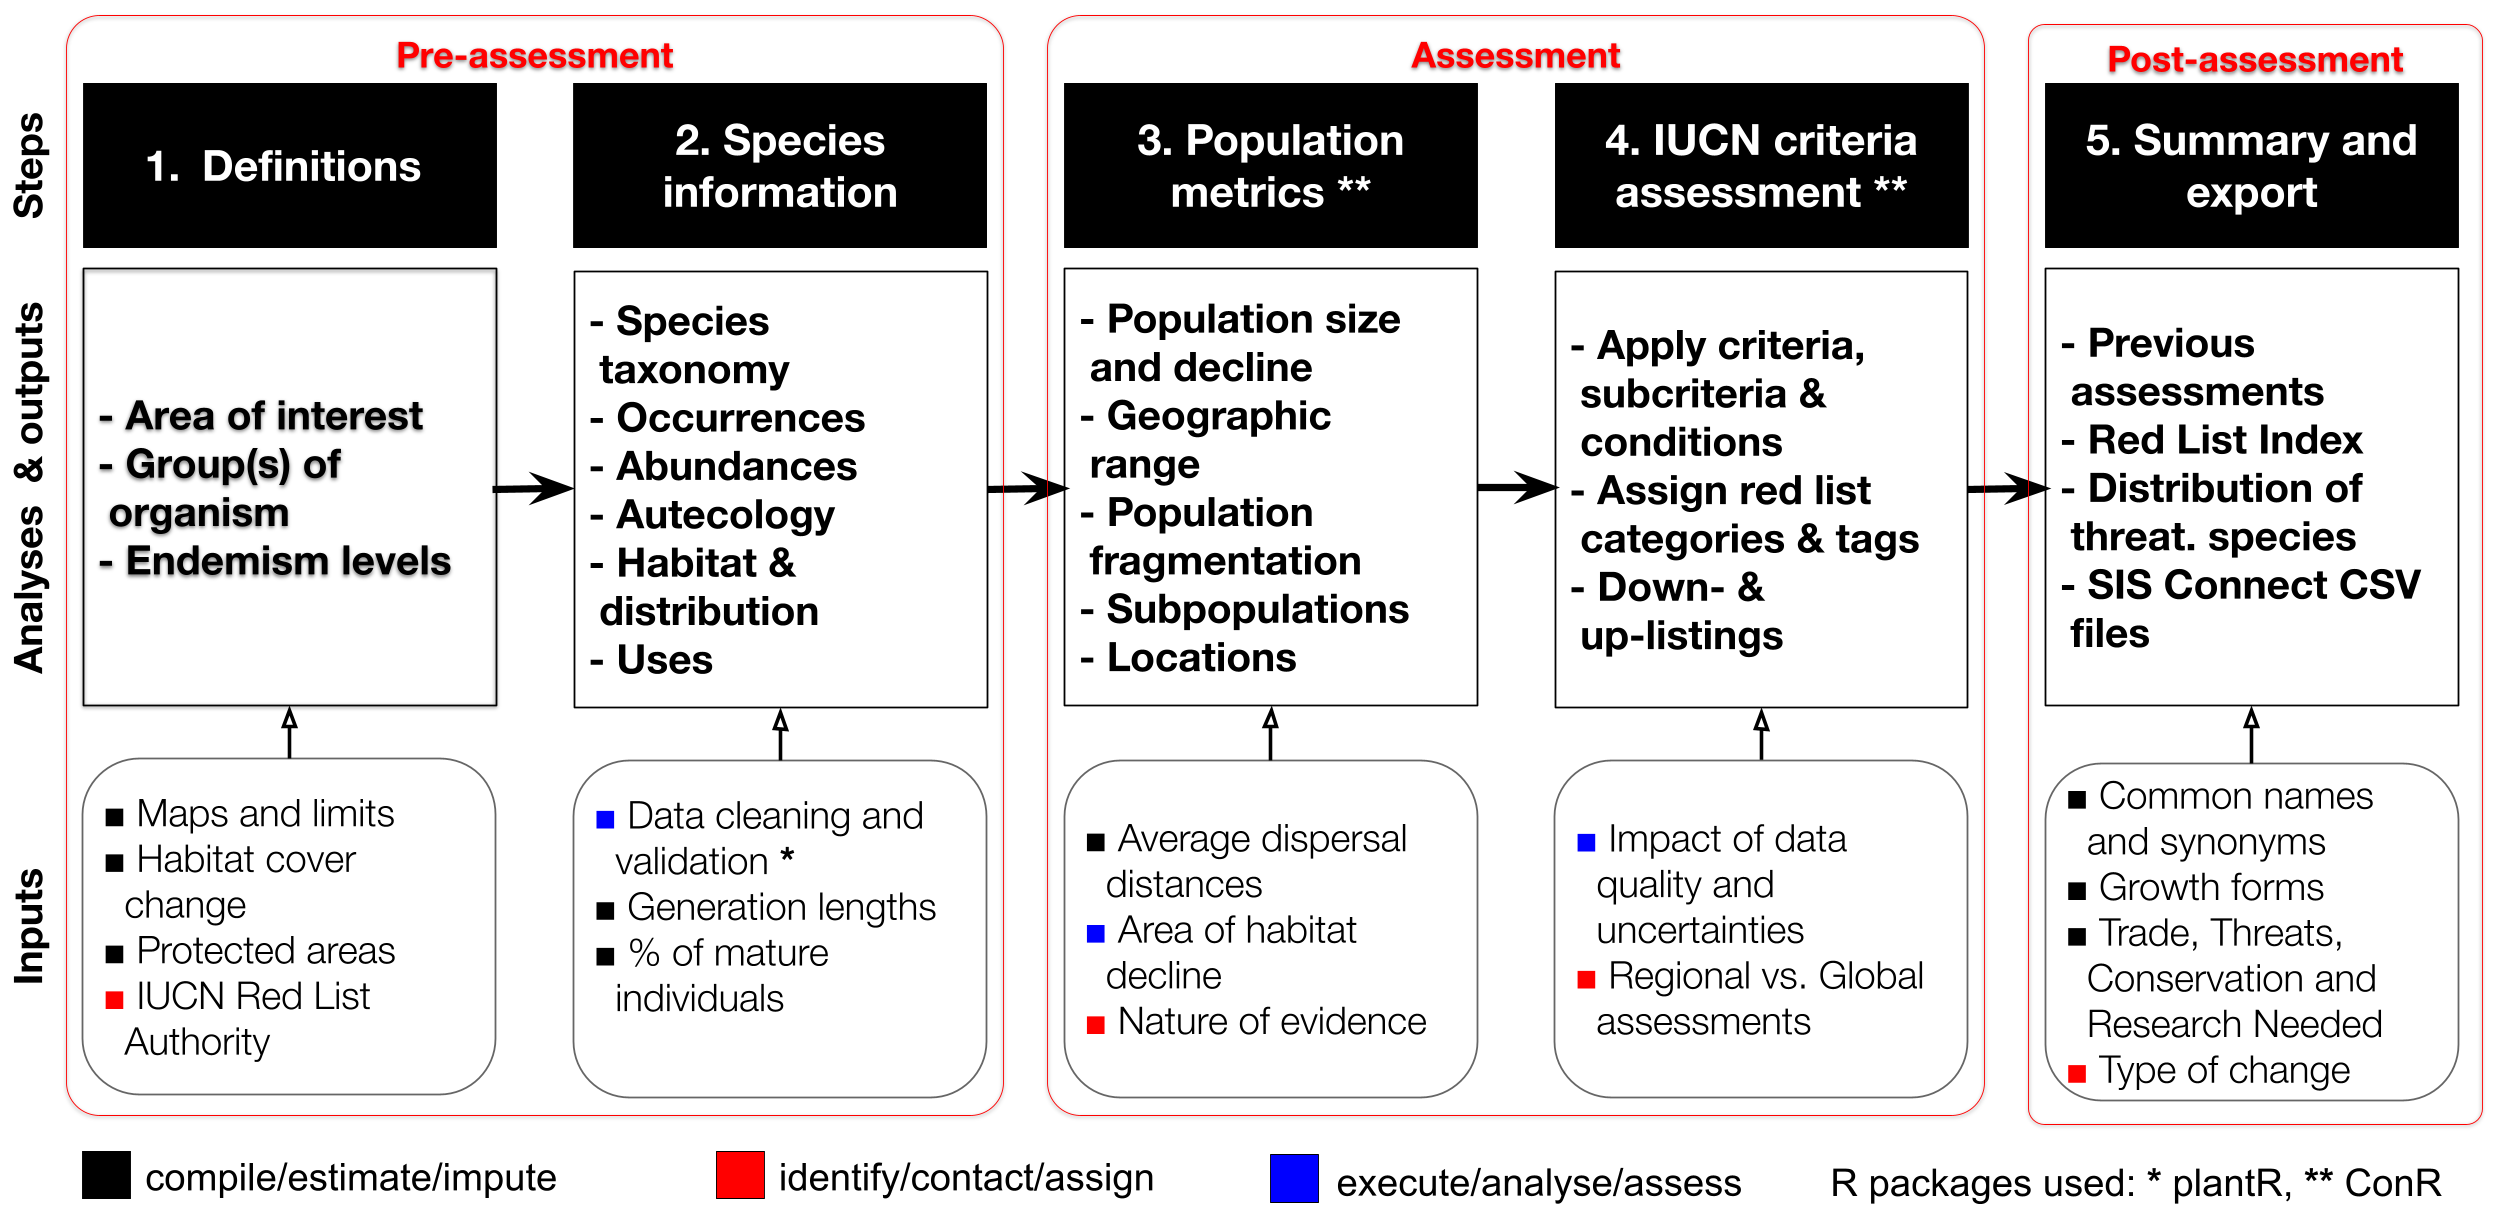 Pre-assessment
Assessment
Post-assessment
Steps
1.  Definitions
2. Species
information
3. Population
metrics **
4. IUCN criteria
assessment **
5. Summary and
export
Analyses & outputs
- Area of interest
- Group(s) of
organism
- Endemism levels
- Species
taxonomy
- Occurrences
- Abundances
- Autecology
- Habitat &
distribution
- Uses
- Population size
and decline
- Geographic
range
- Population
fragmentation
- Subpopulations
- Locations
- Apply criteria,
subcriteria &
conditions
- Assign red list
categories & tags
- Down- &
up-listings
- Previous
assessments
- Red List Index
- Distribution of
threat. species
- SIS Connect CSV
files
Inputs
■ Maps and limits
■ Habitat cover
change
■ Protected areas
■ IUCN Red List
Authority
■ Data cleaning and
validation *
■ Generation lengths
■ % of mature
individuals
■ Average dispersal
distances
■ Area of habitat
decline
■ Nature of evidence
■ Impact of data
quality and
uncertainties
■ Regional vs. Global
assessments
■ Common names
and synonyms
■ Growth forms
■ Trade, Threats,
Conservation and
Research Needed
■ Type of change
compile/estimate/impute
identify/contact/assign
execute/analyse/assess
R packages used: * plantR, ** ConR